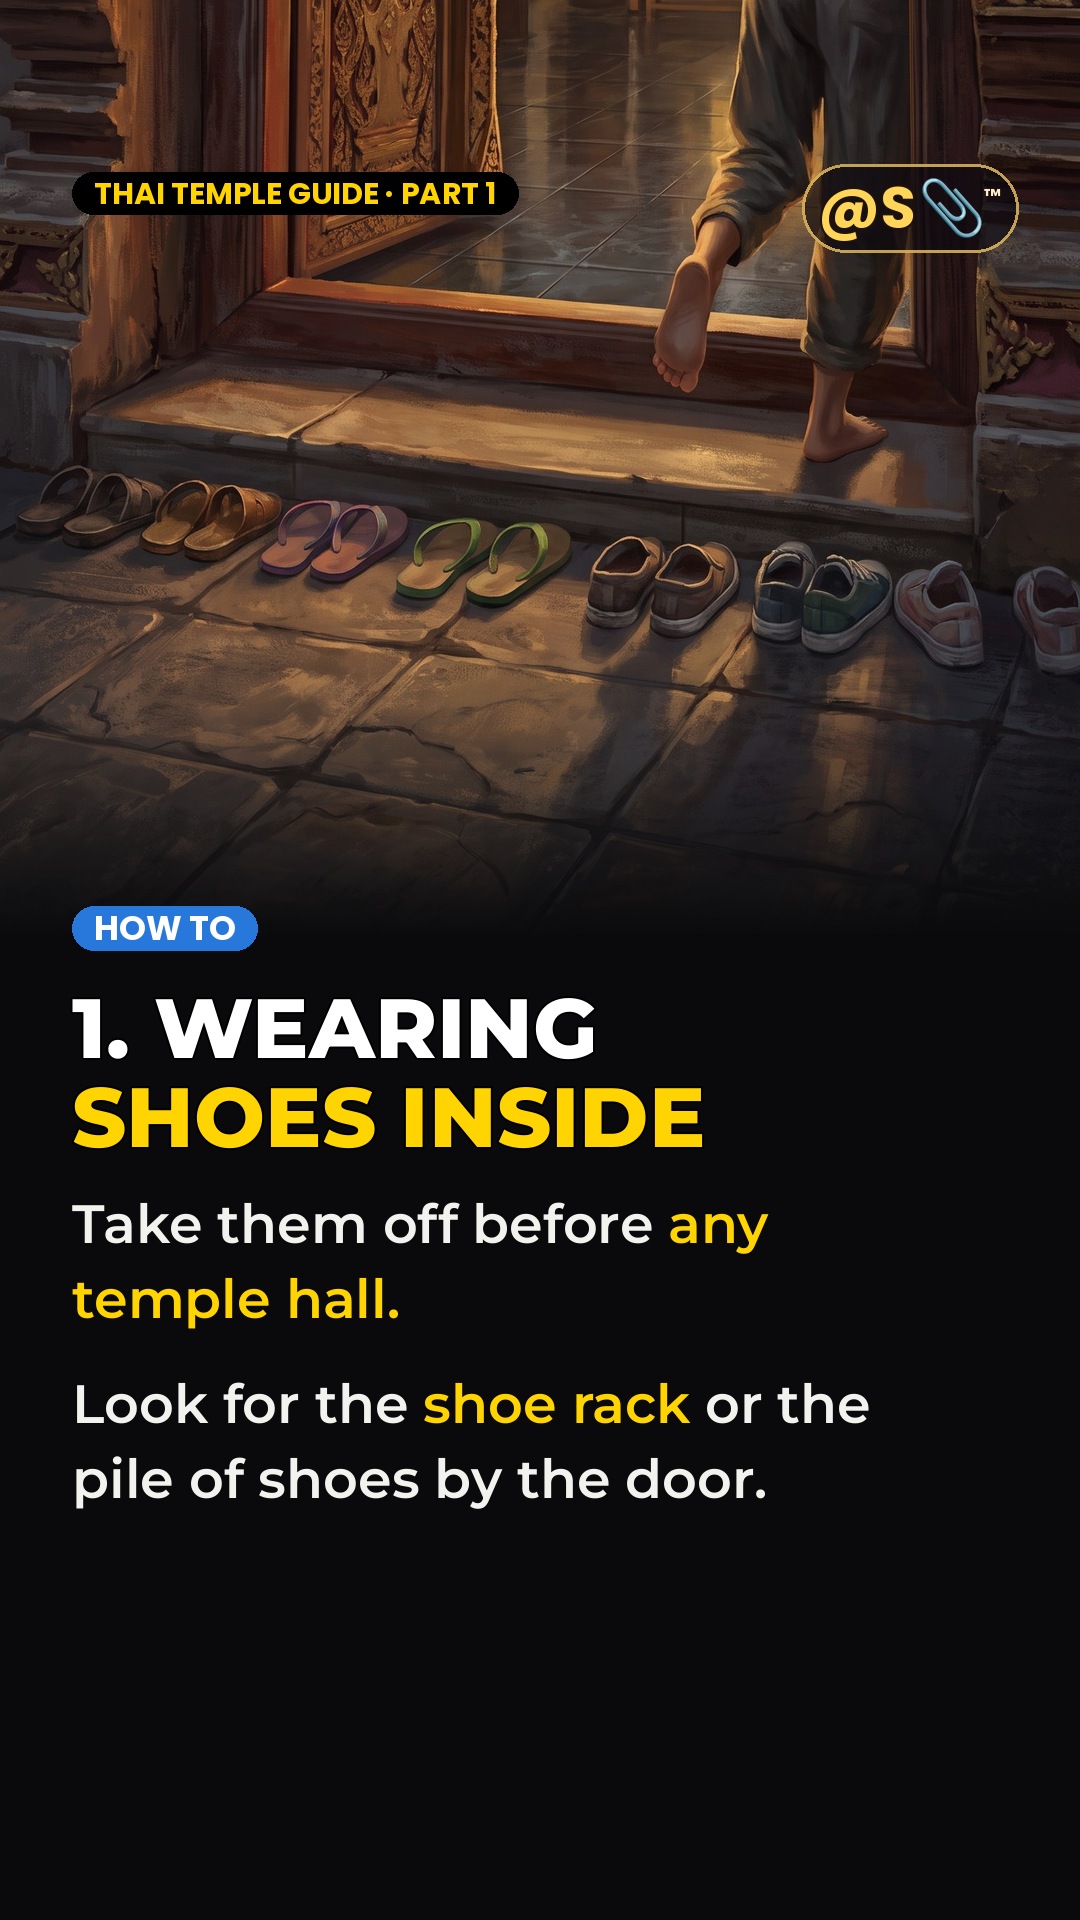 THAI TEMPLE GUIDE · PART 1
@S📎™
HOW TO
1. WEARING
SHOES INSIDE
Take them off before any
temple hall.
Look for the shoe rack or the
pile of shoes by the door.